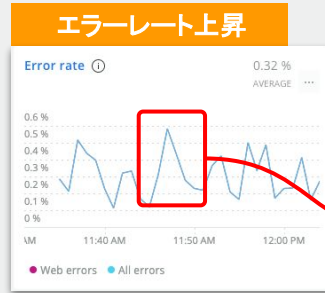 エラーレート上昇
Error rate
0.32 %
AVERAGE ...
0.6 %
0.5 %
0.4 %
0.3 %
0.2 %
0.1 %
0 %
AM 11:40 AM 11:50 AM 12:00 PM
Web errors All errors